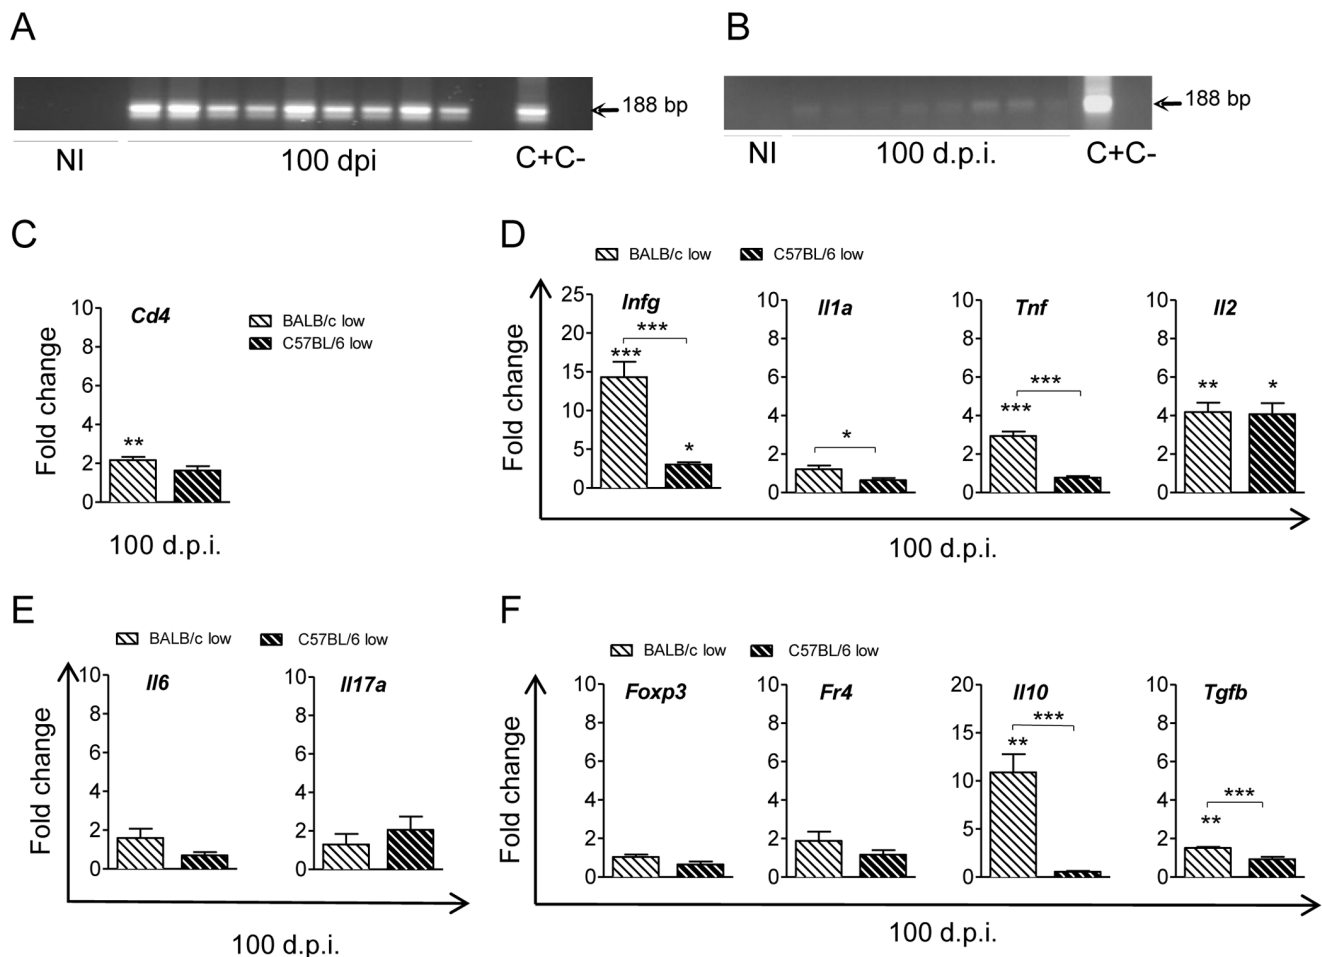 A
188 bp
NI
100 dpi
C+C-
B
188 bp
NI
100 d.p.i.
C+C-
C
Fold change
10
8
6
4
2
0
Cd4
**
BALB/c low
C57BL/6 low
100 d.p.i.
D
BALB/c low
C57BL/6 low
Fold change
25
20
15
10
5
0
Infg
***
***
*
10
8
6
4
2
0
Il1a
*
10
8
6
4
2
0
Tnf
***
***
10
8
6
4
2
0
Il2
**
*
100 d.p.i.
E
BALB/c low
C57BL/6 low
Fold change
10
8
6
4
2
0
Il6
10
8
6
4
2
0
Il17a
100 d.p.i.
F
BALB/c low
C57BL/6 low
Fold change
10
8
6
4
2
0
Foxp3
10
8
6
4
2
0
Fr4
20
15
10
5
0
Il10
***
**
10
8
6
4
2
0
Tgfb
***
**
100 d.p.i.